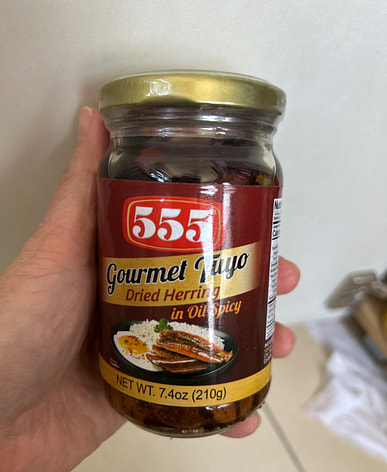 555
Gourmet Tuyo
Dried Herring
in Oil Spicy
NET WT. 7.4oz (210g)